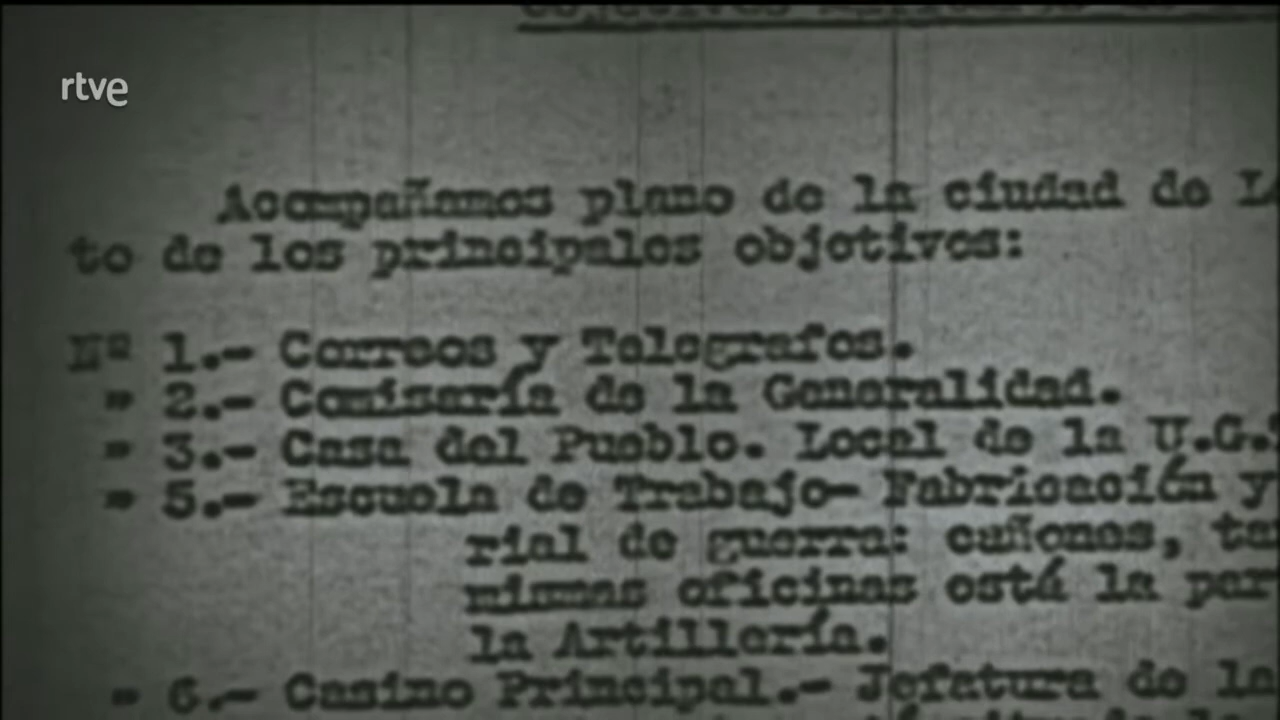 rtve
Acompañamos plano de la ciudad de
to de los principales objetivos:
Nº 1.- Correos y Telegrafos.
" 2.- Comisaría de la Generalidad.
" 3.- Casa del Pueblo. Local de la U.G.
" 5.- Escuela de Trabajo- Fabricación y
rial de guerra: cañones,
mismas oficinas está la
la Artillería.
" 6.- Casino Principal.- Jefatura de la